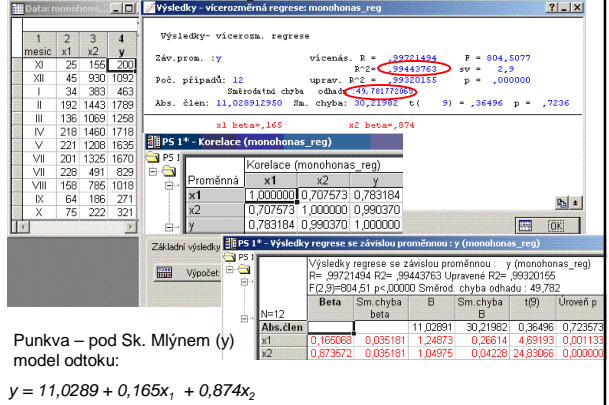 Data: monohona...
1 2 3 4
mesic x1 x2 y
XI 25 155 200
XII 45 930 1092
I 34 383 463
II 192 1443 1789
III 136 1069 1258
IV 218 1460 1718
V 221 1208 1635
VI 201 1325 1670
VII 228 491 829
VIII 158 785 1018
IX 64 186 271
X 75 222 321
Výsledky - vícerozměrná regrese: monohonas_reg
Výsledky- vícerozm. regrese
Záv.prom. :y vícenás. R = ,99721494 F = 804,5077
R^2= ,99443763 sv = 2,9
Poč. případů: 12 uprav. R^2 = ,99320155 p = ,000000
Směrodatná chyba odhadu:49,781772065
Abs. člen: 11,028912950 Sm. chyba: 30,21982 t( 9) = ,36496 p = ,7236
x1 beta=,165 x2 beta=,874
OK
PS 1* - Korelace (monohonas_reg)
PS 1
Korelace (monohonas_reg)
Proměnná x1 x2 y
x1 1,000000 0,707573 0,783184
x2 0,707573 1,000000 0,990370
y 0,783184 0,990370 1,000000
Základní výsledky
Výpočet
PS 1* - Výsledky regrese se závislou proměnnou : y (monohonas_reg)
PS 1
Výsledky regrese se závislou proměnnou : y (monohonas_reg)
R= ,99721494 R2= ,99443763 Upravené R2= ,99320155
F(2,9)=804,51 p<,00000 Směrod. chyba odhadu : 49,782
N=12 Beta Sm.chyba beta B Sm.chyba B t(9) Úroveň p
Abs.člen 11,02891 30,21982 0,36496 0,723573
x1 0,165068 0,035181 1,24873 0,26614 4,69193 0,001133
x2 0,873572 0,035181 1,04975 0,04228 24,83066 0,000000
Punkva – pod Sk. Mlýnem (y)
model odtoku:
y = 11,0289 + 0,165x₁ + 0,874x₂